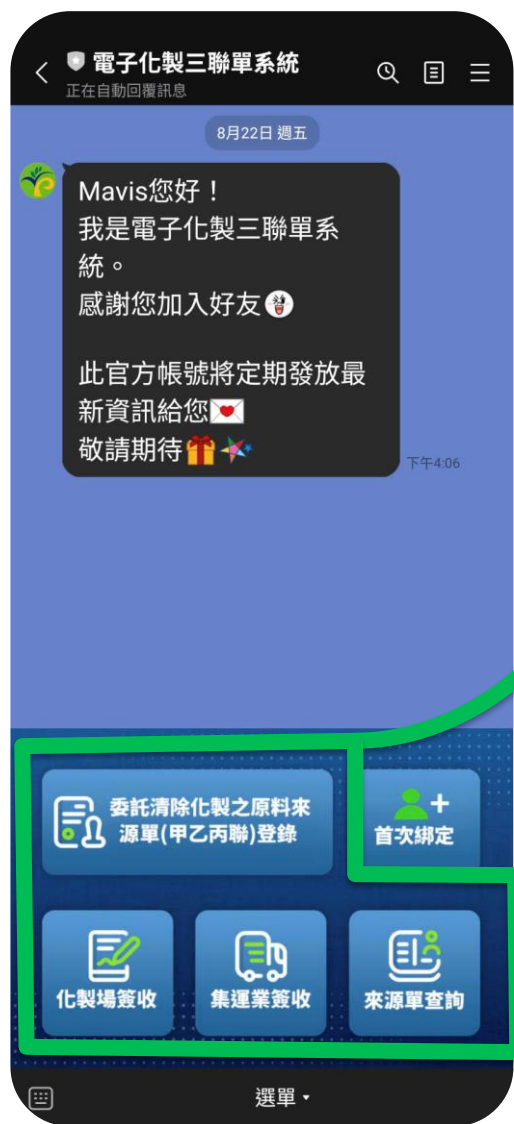 電子化製三聯單系統
正在自動回覆訊息
8月22日 週五
Mavis您好！
我是電子化製三聯單系
統。
感謝您加入好友
此官方帳號將定期發放最
新資訊給您💌
敬請期待🎁
下午4:06
委託清除化製之原料來
源單(甲乙丙聯)登錄
首次綁定
化製場簽收
集運業簽收
來源單查詢
選單